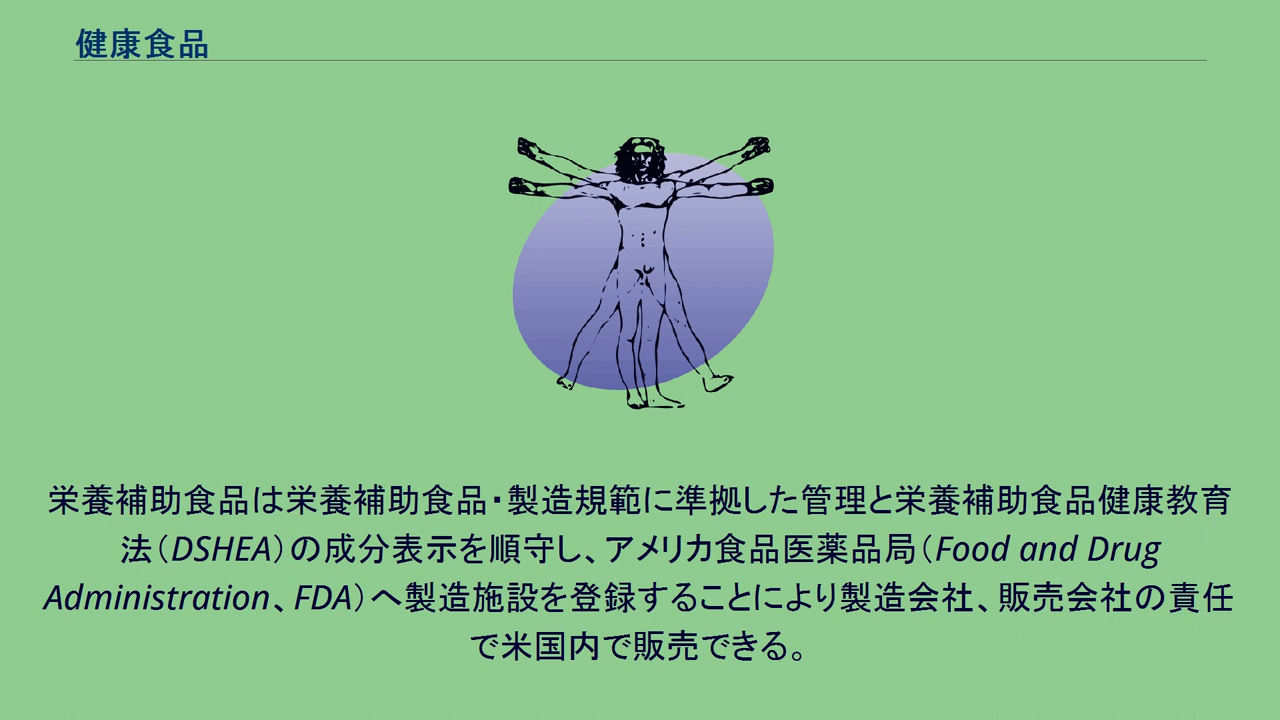 健康食品
栄養補助食品は栄養補助食品・製造規範に準拠した管理と栄養補助食品健康教育
法（DSHEA）の成分表示を順守し、アメリカ食品医薬品局（Food and Drug
Administration、FDA）へ製造施設を登録することにより製造会社、販売会社の責任
で米国内で販売できる。